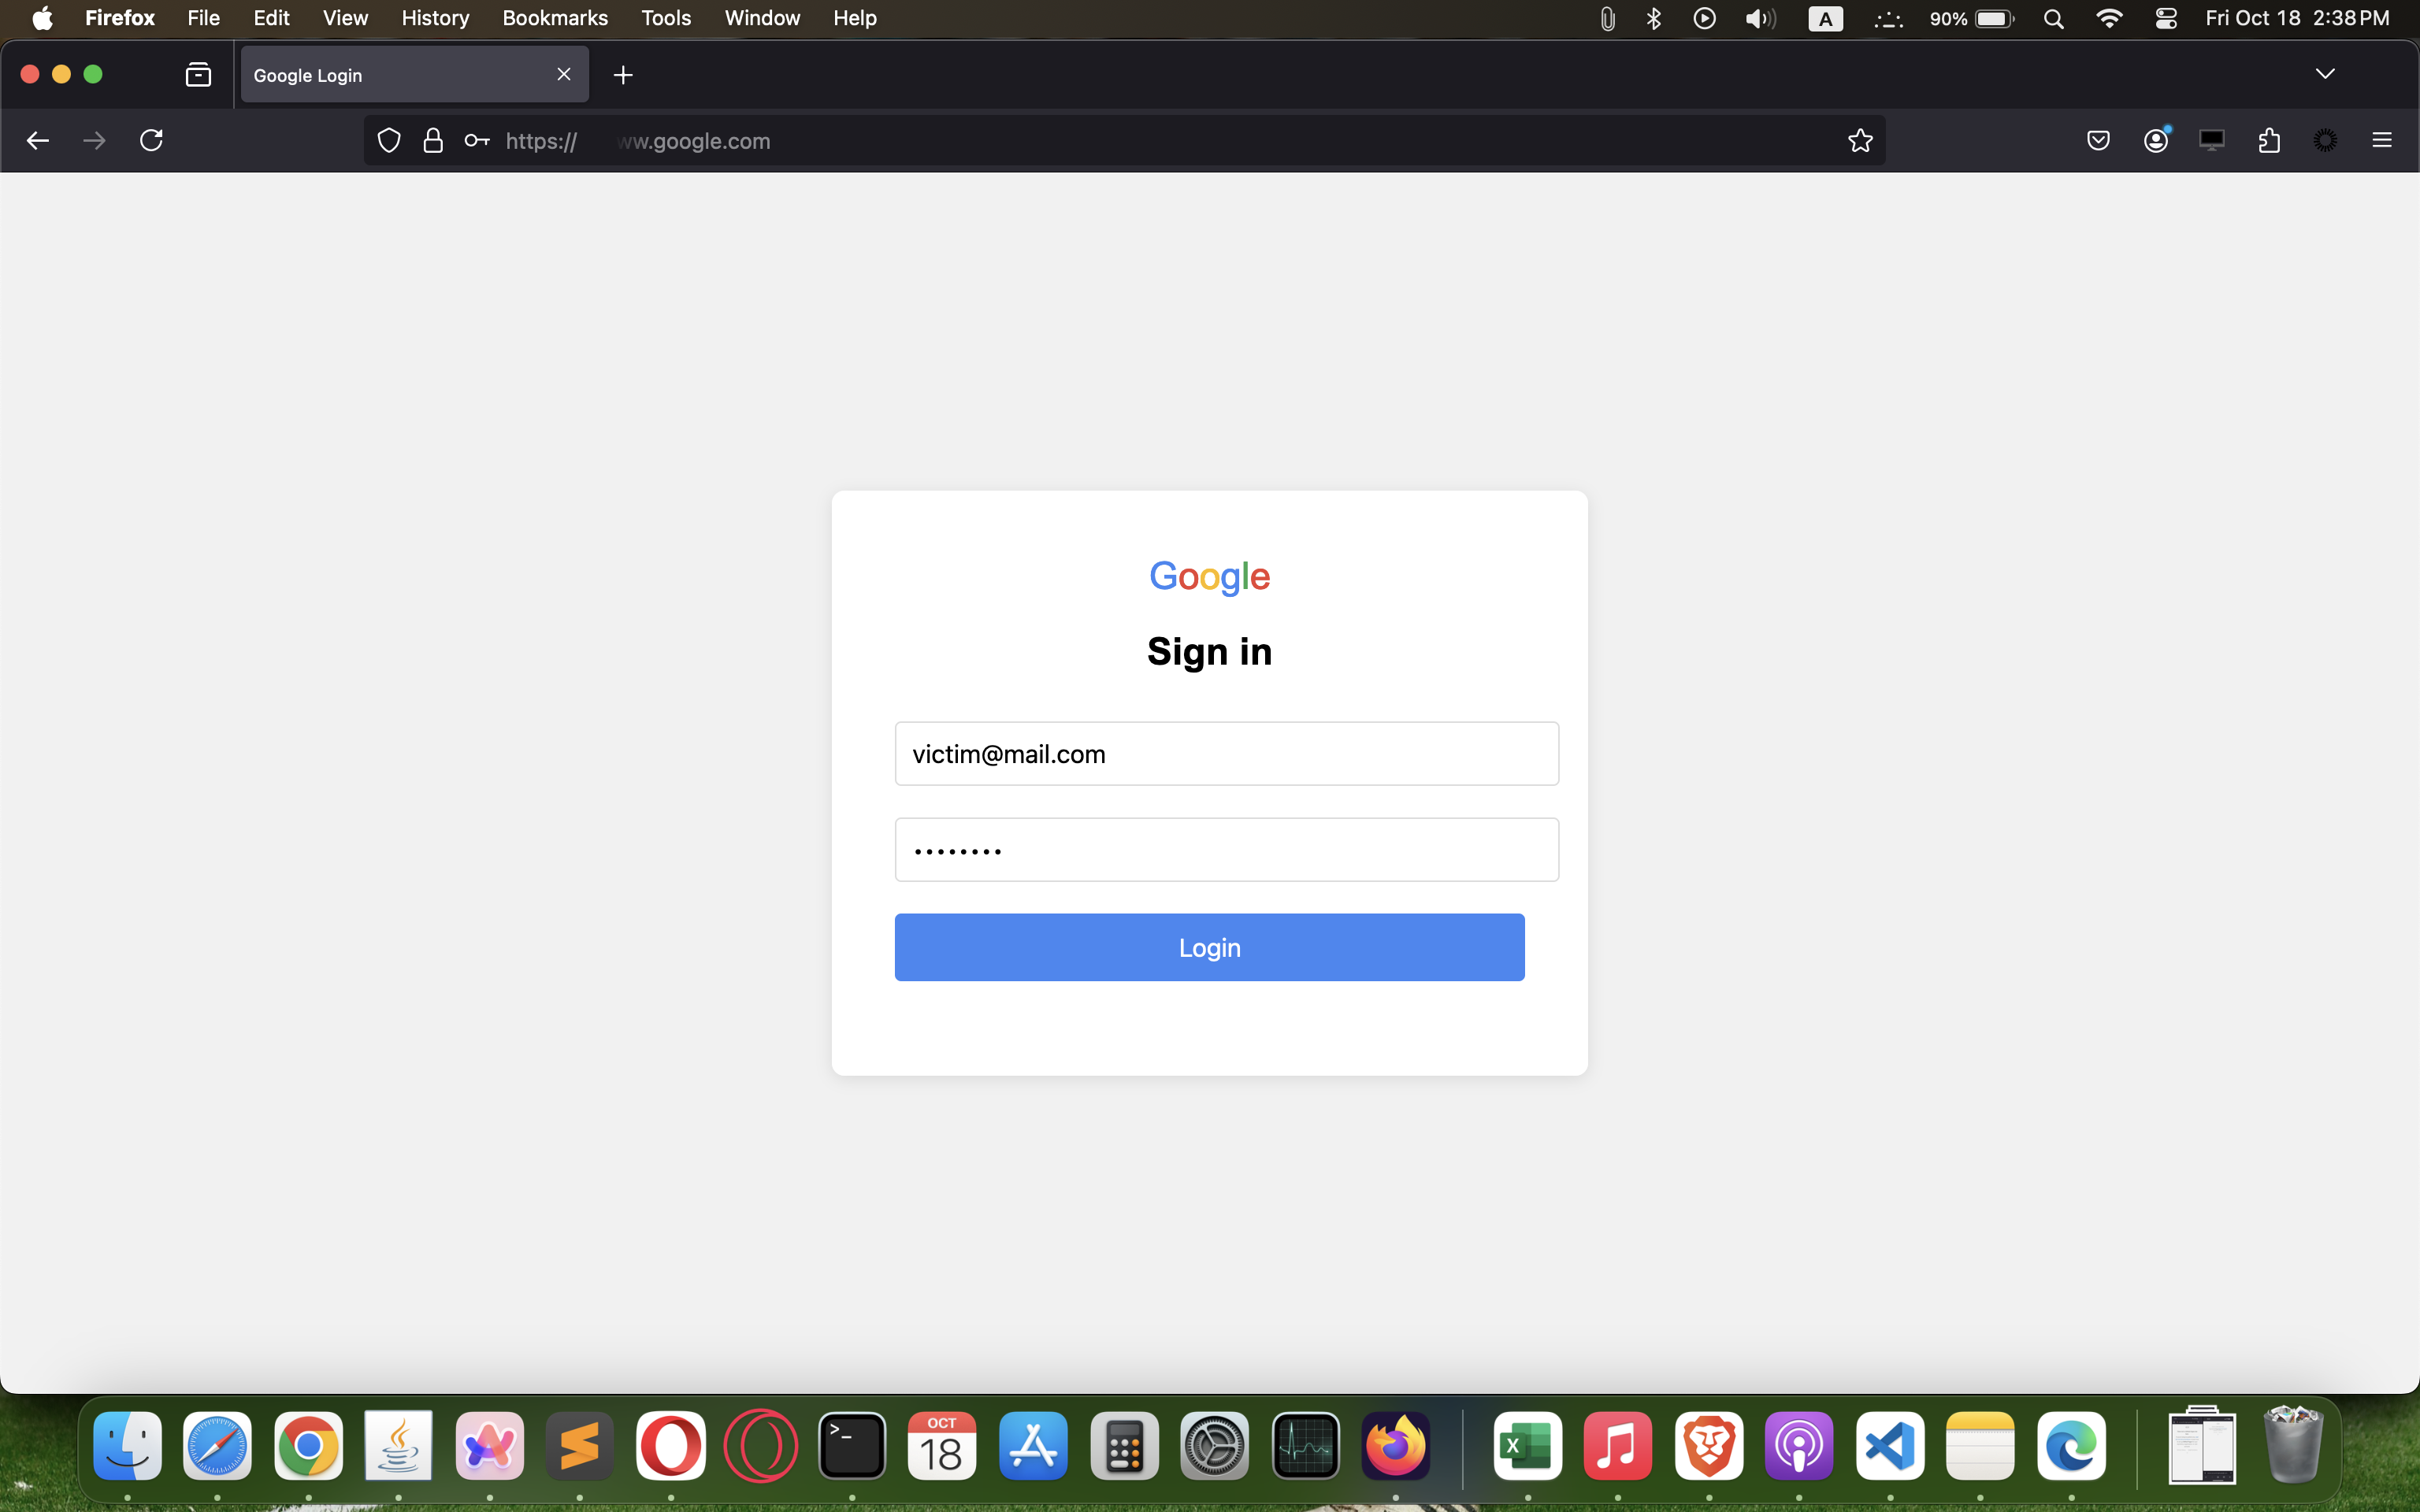 Firefox File Edit View History Bookmarks Tools Window Help A 90% Fri Oct 18 2:38 PM
Google Login
https:// ww.google.com
Google
Sign in
victim@mail.com
••••••••
Login
>_
OCT
18
X